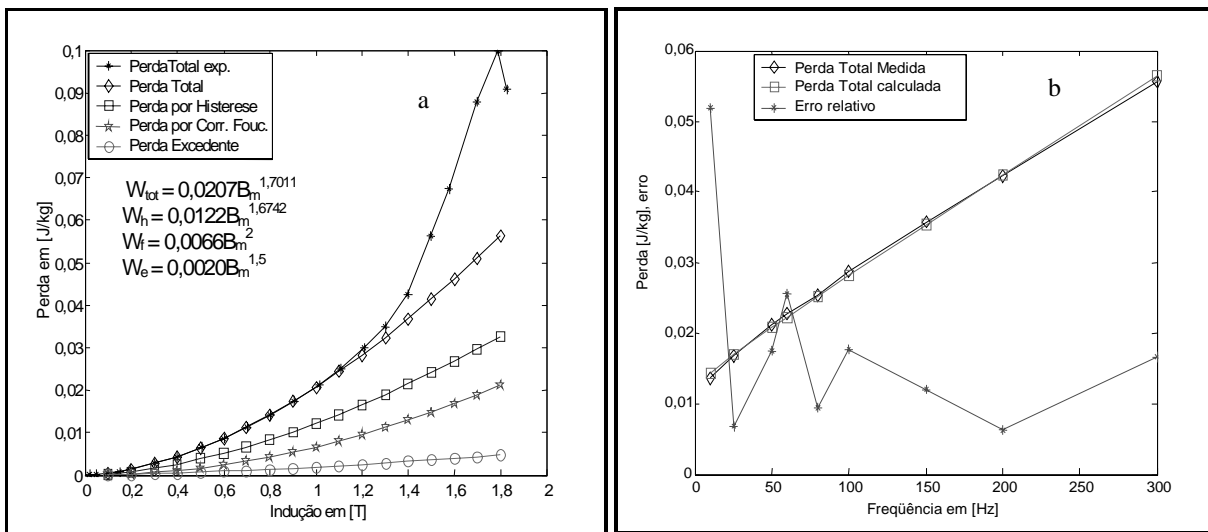 0,1
PerdaTotal exp.
Perda Total
Perda por Histerese
Perda por Corr. Fouc.
Perda Excedente
a
W_tot = 0,0207B_m^1,7011
W_h = 0,0122B_m^1,6742
W_f = 0,0066B_m^2
W_e = 0,0020B_m^1,5
0,09
0,08
0,07
0,06
0,05
0,04
0,03
0,02
0,01
0
Perda em [J/kg]
0 0,2 0,4 0,6 0,8 1 1,2 1,4 1,6 1,8 2
Indução em [T]
0,06
Perda Total Medida
Perda Total calculada
Erro relativo
b
0,05
0,04
0,03
0,02
0,01
0
Perda [J/kg], erro
0 50 100 150 200 250 300
Freqüência em [Hz]